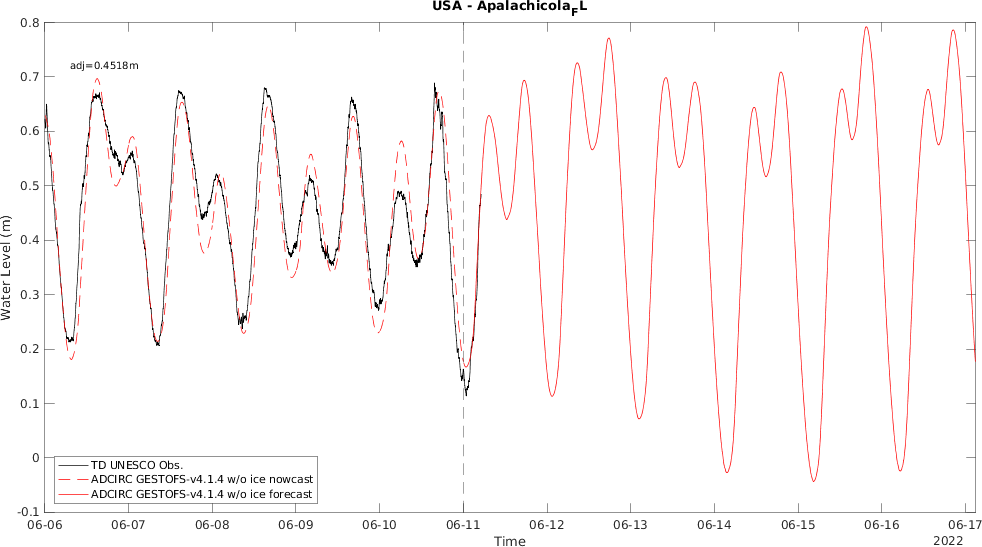 USA - Apalachicola_FL
adj=0.4518m
0.8
0.7
0.6
0.5
0.4
0.3
0.2
0.1
0
-0.1
Water Level (m)
TD UNESCO Obs.
ADCIRC GESTOFS-v4.1.4 w/o ice nowcast
ADCIRC GESTOFS-v4.1.4 w/o ice forecast
06-06 06-07 06-08 06-09 06-10 06-11 06-12 06-13 06-14 06-15 06-16 06-17
Time
2022